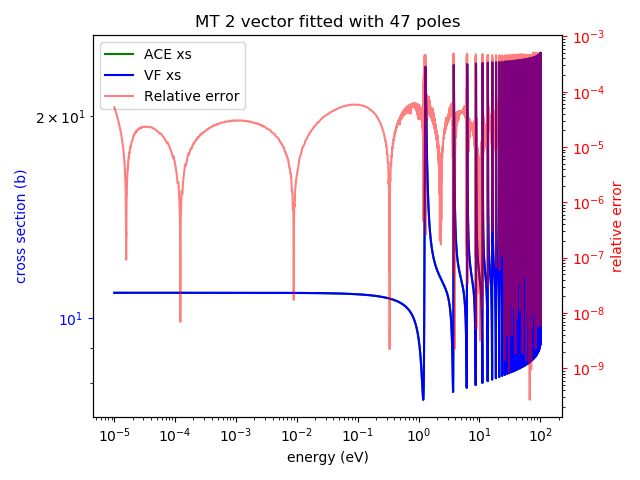 MT 2 vector fitted with 47 poles
ACE xs
VF xs
Relative error
cross section (b)
2 × 10¹
10¹
10⁻³
10⁻⁴
10⁻⁵
10⁻⁶
10⁻⁷
10⁻⁸
10⁻⁹
relative error
10⁻⁵ 10⁻⁴ 10⁻³ 10⁻² 10⁻¹ 10⁰ 10¹ 10²
energy (eV)